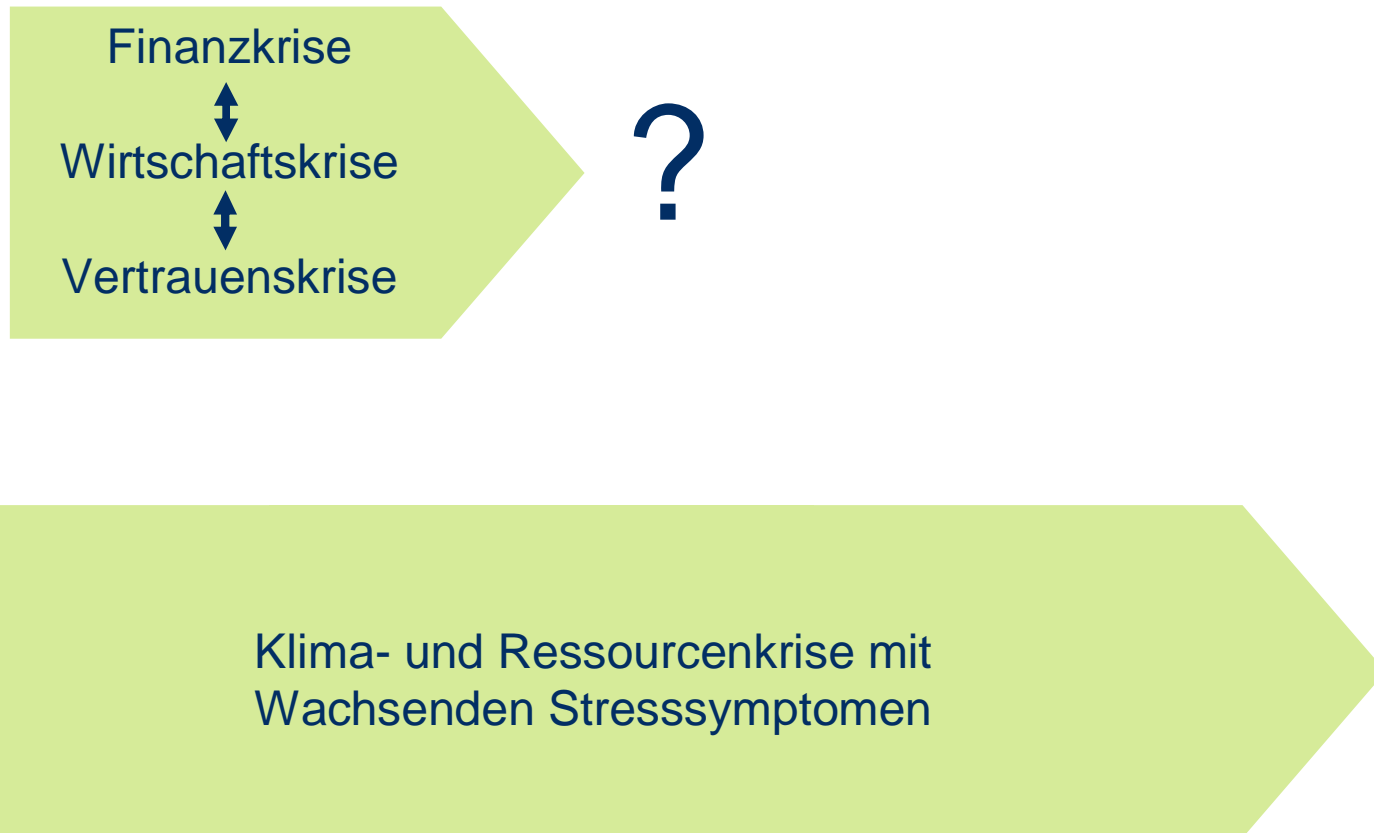 Finanzkrise
Wirtschaftskrise
Vertrauenskrise
?
Klima- und Ressourcenkrise mit
Wachsenden Stresssymptomen